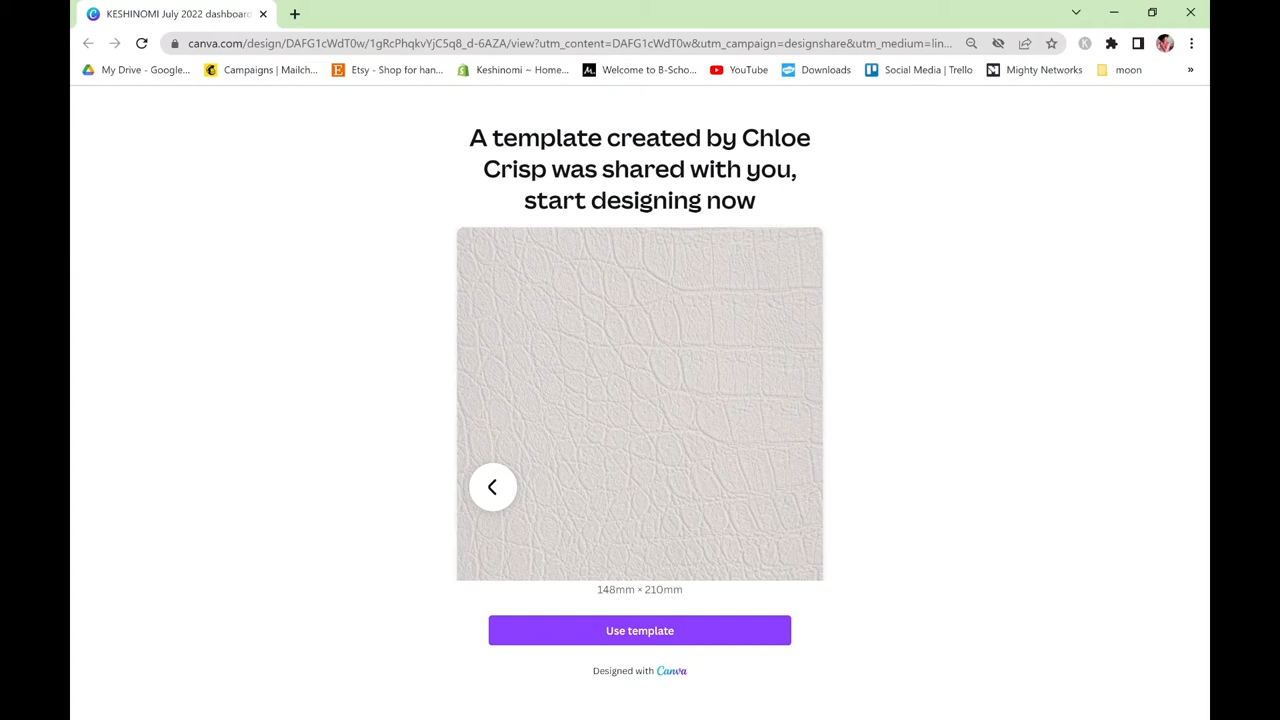 KESHINOMI July 2022 dashboard
canva.com/design/DAFG1cWdT0w/1gRcPhqkvYjC5q8_d-6AZA/view?utm_content=DAFG1cWdT0w&utm_campaign=designshare&utm_medium=lin...
My Drive - Google... Campaigns | Mailch... Etsy - Shop for han... Keshinomi ~ Home... Welcome to B-Scho... YouTube Downloads Social Media | Trello Mighty Networks moon »
A template created by Chloe
Crisp was shared with you,
start designing now
148mm × 210mm
Use template
Designed with Canva